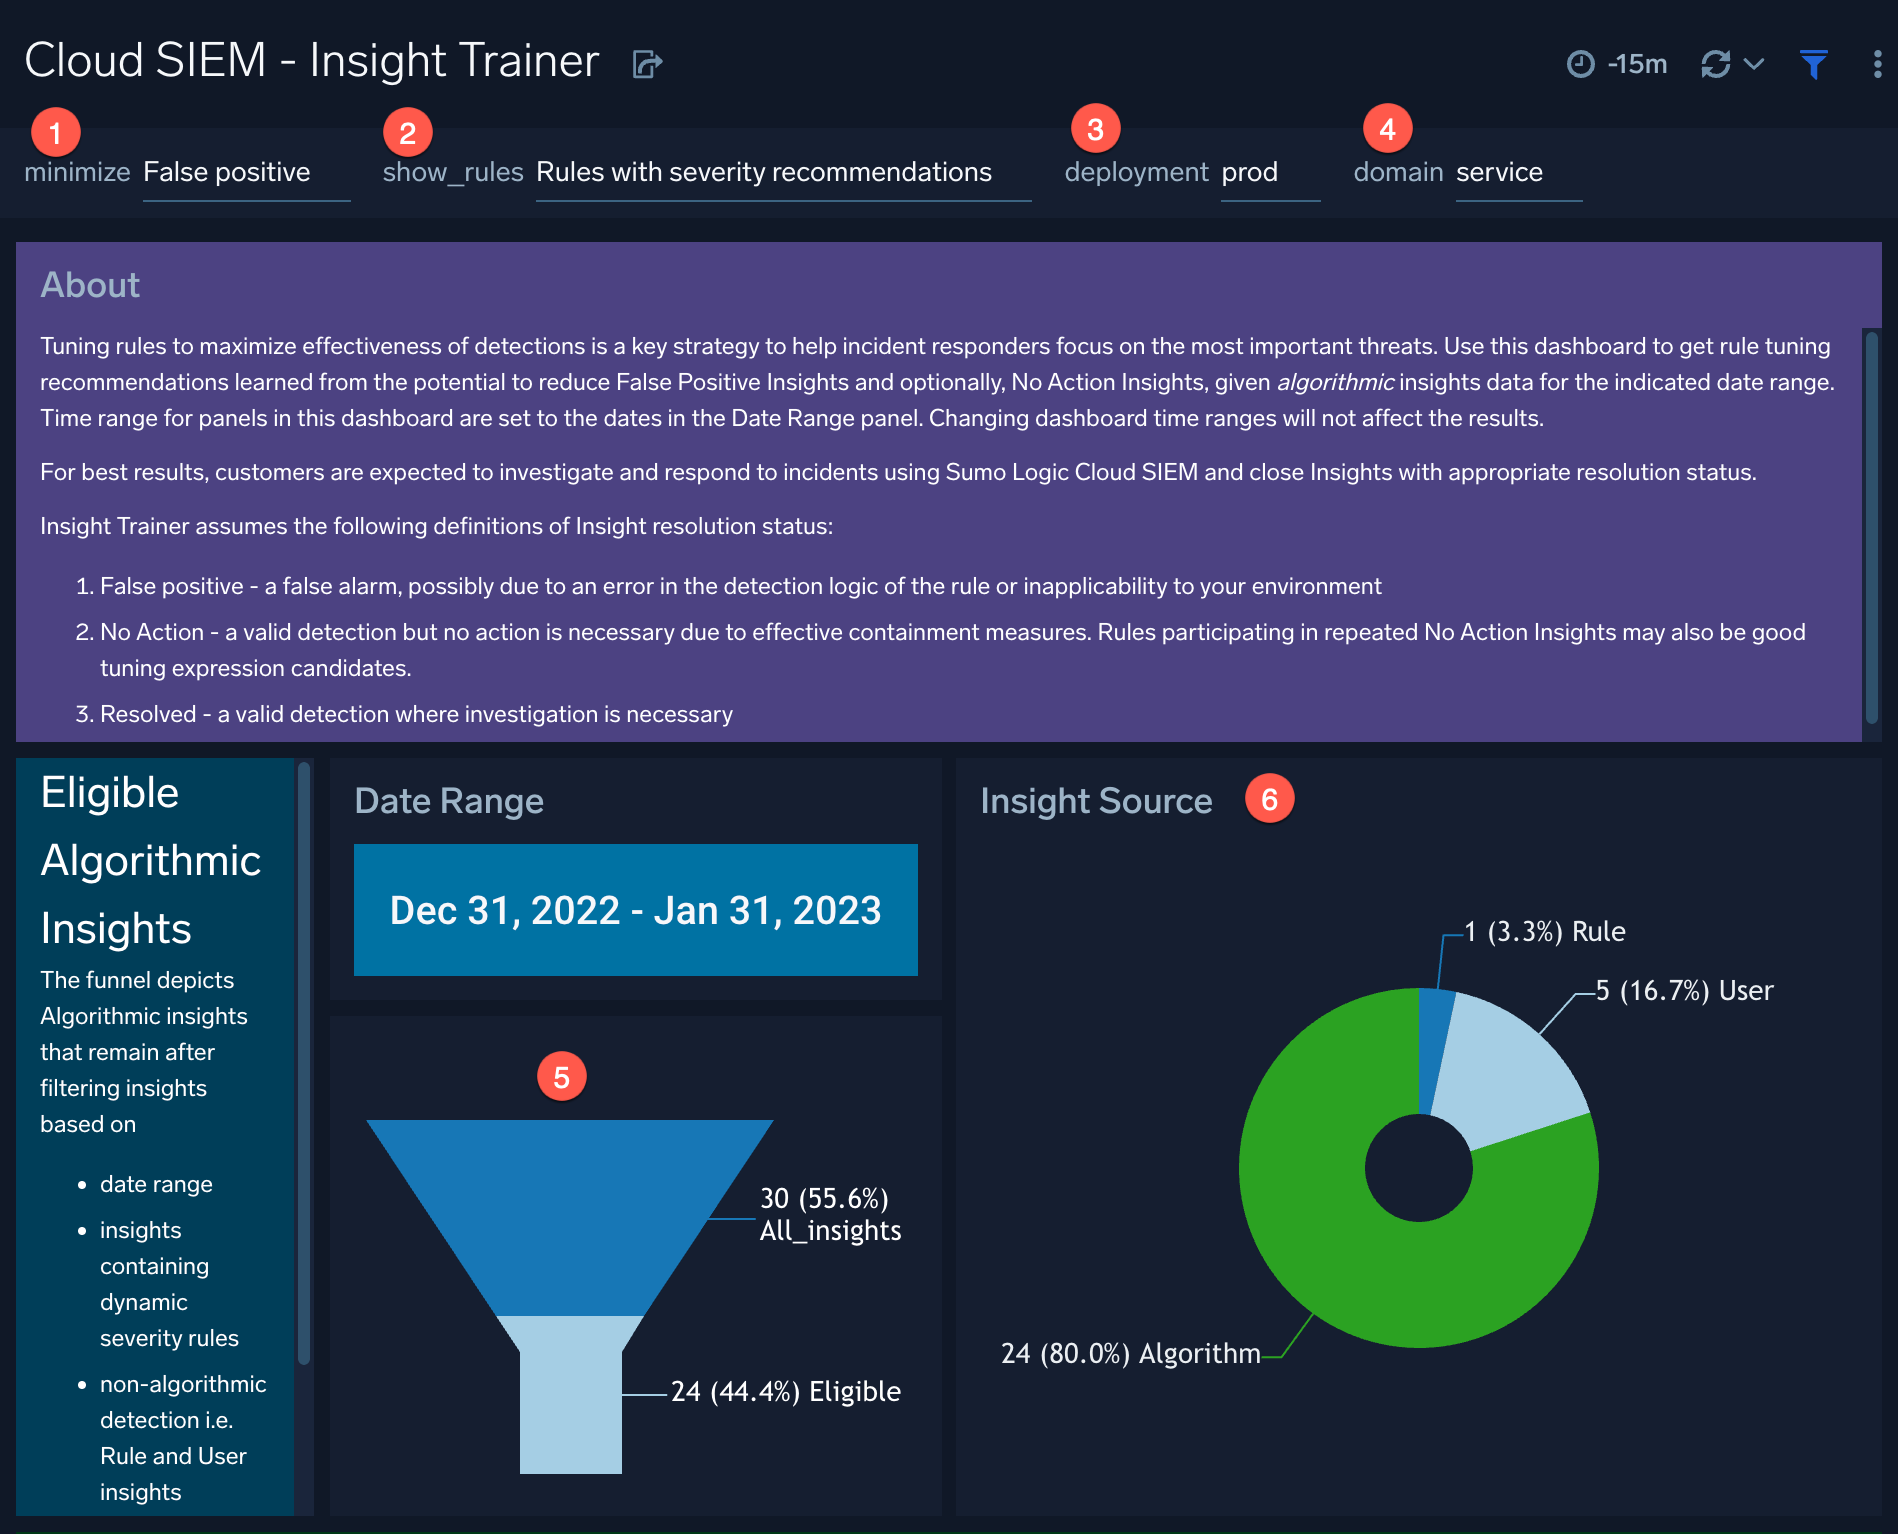 Cloud SIEM - Insight Trainer
-15m
1
2
3
4
minimize False positive
show_rules Rules with severity recommendations
deployment prod
domain service
About
Tuning rules to maximize effectiveness of detections is a key strategy to help incident responders focus on the most important threats. Use this dashboard to get rule tuning
recommendations learned from the potential to reduce False Positive Insights and optionally, No Action Insights, given algorithmic insights data for the indicated date range.
Time range for panels in this dashboard are set to the dates in the Date Range panel. Changing dashboard time ranges will not affect the results.
For best results, customers are expected to investigate and respond to incidents using Sumo Logic Cloud SIEM and close Insights with appropriate resolution status.
Insight Trainer assumes the following definitions of Insight resolution status:
1. False positive - a false alarm, possibly due to an error in the detection logic of the rule or inapplicability to your environment
2. No Action - a valid detection but no action is necessary due to effective containment measures. Rules participating in repeated No Action Insights may also be good
tuning expression candidates.
3. Resolved - a valid detection where investigation is necessary
Eligible
Algorithmic
Insights
The funnel depicts
Algorithmic insights
that remain after
filtering insights
based on
• date range
• insights
containing
dynamic
severity rules
• non-algorithmic
detection i.e.
Rule and User
insights
Date Range
Dec 31, 2022 - Jan 31, 2023
5
30 (55.6%)
All_insights
24 (44.4%) Eligible
Insight Source
6
1 (3.3%) Rule
5 (16.7%) User
24 (80.0%) Algorithm